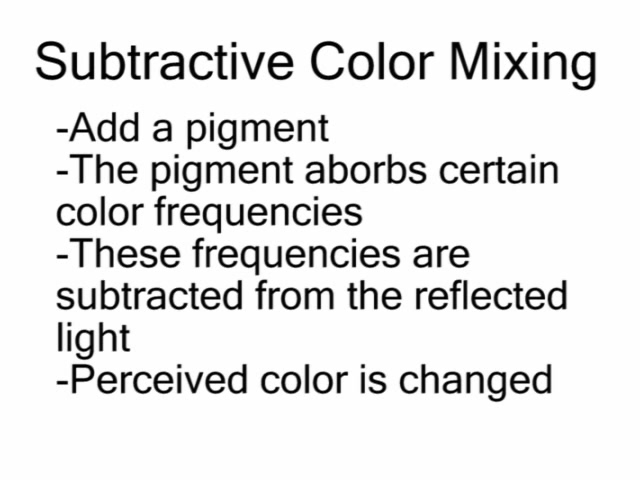 Subtractive Color Mixing
-Add a pigment
-The pigment aborbs certain
color frequencies
-These frequencies are
subtracted from the reflected
light
-Perceived color is changed